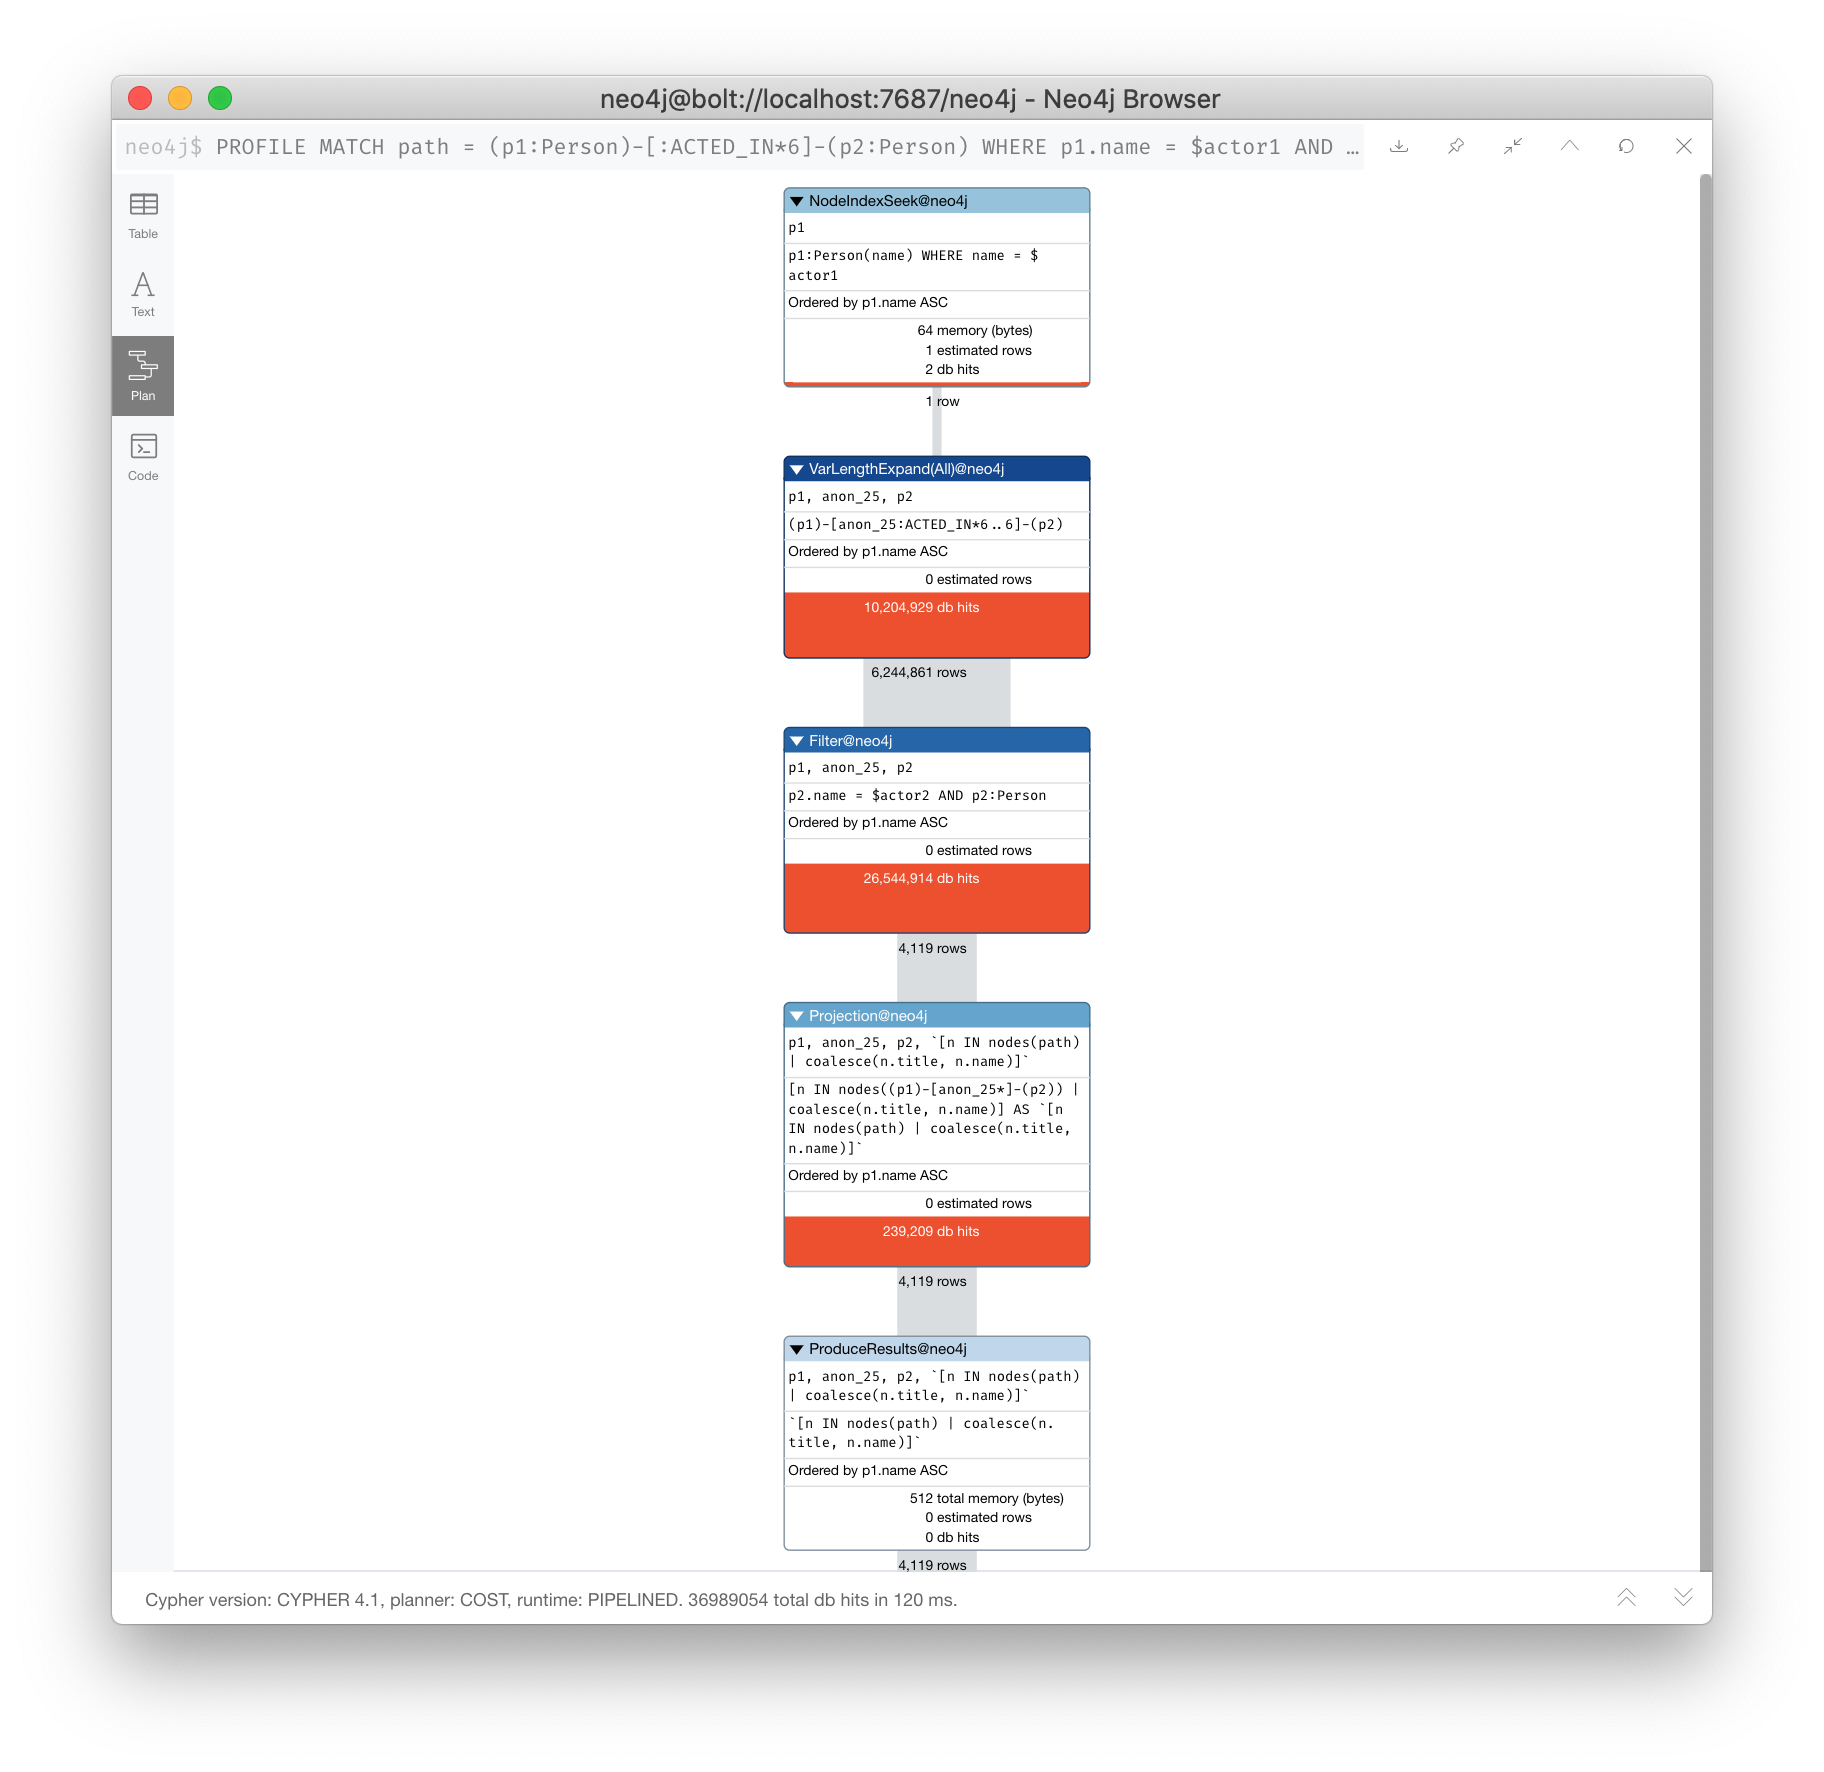 neo4j@bolt://localhost:7687/neo4j - Neo4j Browser
neo4j$ PROFILE MATCH path = (p1:Person)-[:ACTED_IN*6]-(p2:Person) WHERE p1.name = $actor1 AND …
Table
Text
Plan
Code
NodeIndexSeek@neo4j
p1
p1:Person(name) WHERE name = $
actor1
Ordered by p1.name ASC
64 memory (bytes)
1 estimated rows
2 db hits
1 row
VarLengthExpand(All)@neo4j
p1, anon_25, p2
(p1)-[anon_25:ACTED_IN*6..6]-(p2)
Ordered by p1.name ASC
0 estimated rows
10,204,929 db hits
6,244,861 rows
Filter@neo4j
p1, anon_25, p2
p2.name = $actor2 AND p2:Person
Ordered by p1.name ASC
0 estimated rows
26,544,914 db hits
4,119 rows
Projection@neo4j
p1, anon_25, p2, `[n IN nodes(path)
| coalesce(n.title, n.name)]`
[n IN nodes((p1)-[anon_25*]-(p2)) |
coalesce(n.title, n.name)] AS `[n
IN nodes(path) | coalesce(n.title,
n.name)]`
Ordered by p1.name ASC
0 estimated rows
239,209 db hits
4,119 rows
ProduceResults@neo4j
p1, anon_25, p2, `[n IN nodes(path)
| coalesce(n.title, n.name)]`
`[n IN nodes(path) | coalesce(n.
title, n.name)]`
Ordered by p1.name ASC
512 total memory (bytes)
0 estimated rows
0 db hits
4,119 rows
Cypher version: CYPHER 4.1, planner: COST, runtime: PIPELINED. 36989054 total db hits in 120 ms.